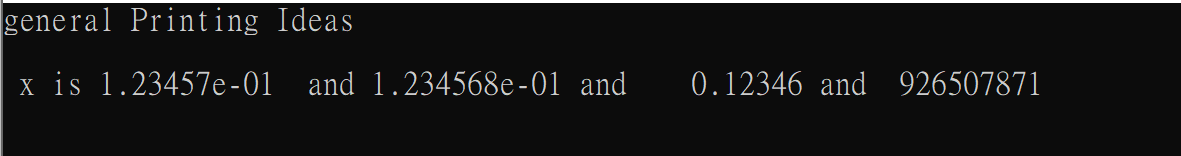 general Printing Ideas
x is 1.23457e-01  and 1.234568e-01 and    0.12346 and  926507871